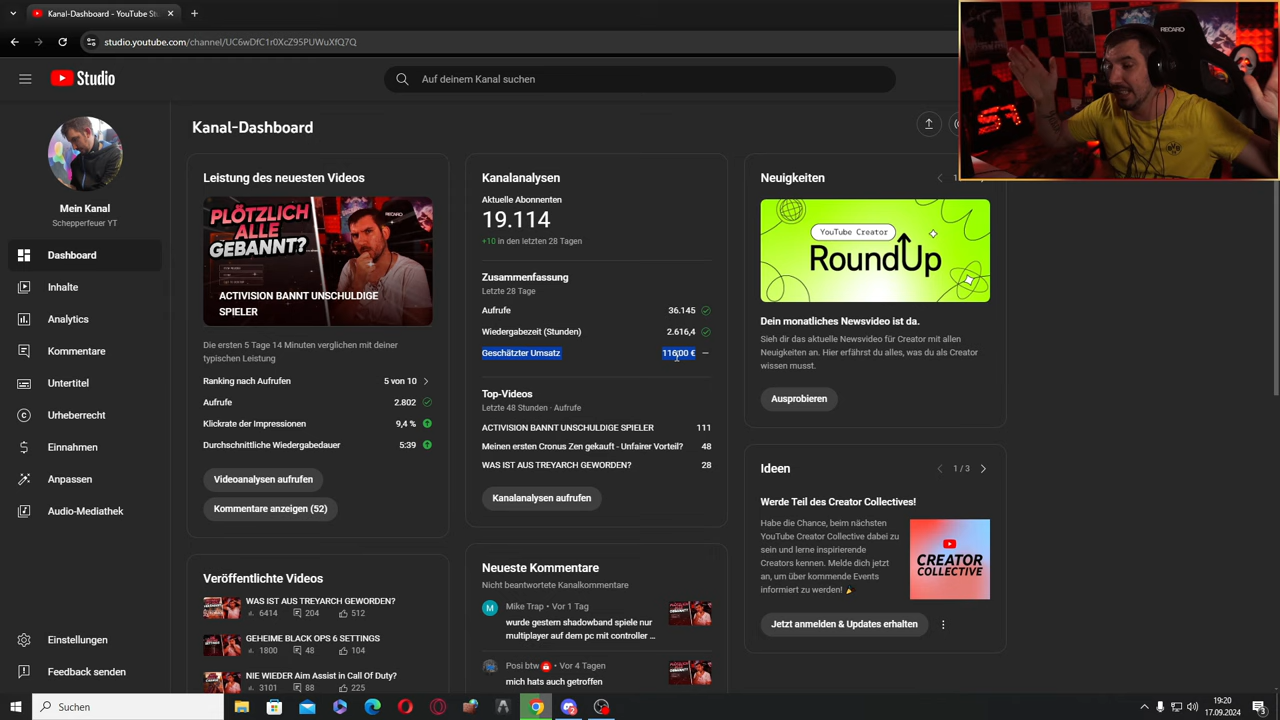 Kanal-Dashboard - YouTube St
studio.youtube.com/channel/UC6wDfC1r0XcZ95PUWuXfQ7Q
Studio
Auf deinem Kanal suchen
RECARO
Mein Kanal
Schepperfeuer YT
Dashboard
Inhalte
Analytics
Kommentare
Untertitel
Urheberrecht
Einnahmen
Anpassen
Audio-Mediathek
Einstellungen
Feedback senden
Kanal-Dashboard
Leistung des neuesten Videos
PLÖTZLICH
ALLE
GEBANNT?
RECARO
ACTIVISION BANNT UNSCHULDIGE
SPIELER
Die ersten 5 Tage 14 Minuten verglichen mit deiner
typischen Leistung
Ranking nach Aufrufen 5 von 10
Aufrufe 2.802
Klickrate der Impressionen 9,4 %
Durchschnittliche Wiedergabedauer 5:39
Videoanalysen aufrufen
Kommentare anzeigen (52)
Veröffentlichte Videos
WAS IST AUS TREYARCH GEWORDEN?
6414 204 512
GEHEIME BLACK OPS 6 SETTINGS
1800 48 104
NIE WIEDER Aim Assist in Call Of Duty?
3101 88 225
Kanalanalysen
Aktuelle Abonnenten
19.114
+10 in den letzten 28 Tagen
Zusammenfassung
Letzte 28 Tage
Aufrufe 36.145
Wiedergabezeit (Stunden) 2.616,4
Geschätzter Umsatz €
Top-Videos
Letzte 48 Stunden · Aufrufe
ACTIVISION BANNT UNSCHULDIGE SPIELER 111
Meinen ersten Cronus Zen gekauft - Unfairer Vorteil? 48
WAS IST AUS TREYARCH GEWORDEN? 28
Kanalanalysen aufrufen
Neueste Kommentare
Nicht beantwortete Kanalkommentare
M
Mike Trap • Vor 1 Tag
wurde gestern shadowband spiele nur
multiplayer auf dem pc mit controller ...
Posi btw • Vor 4 Tagen
mich hats auch getroffen
Neuigkeiten
YouTube Creator
RoundUp
Dein monatliches Newsvideo ist da.
Sieh dir das aktuelle Newsvideo für Creator mit allen
Neuigkeiten an. Hier erfährst du alles, was du als Creator
wissen musst.
Ausprobieren
Ideen
1 / 3
Werde Teil des Creator Collectives!
Habe die Chance, beim nächsten
YouTube Creator Collective dabei zu
sein und lerne inspirierende
Creators kennen. Melde dich jetzt
an, um über kommende Events
informiert zu werden!
CREATOR
COLLECTIVE
Jetzt anmelden & Updates erhalten
Suchen
19:20
17.09.2024
3